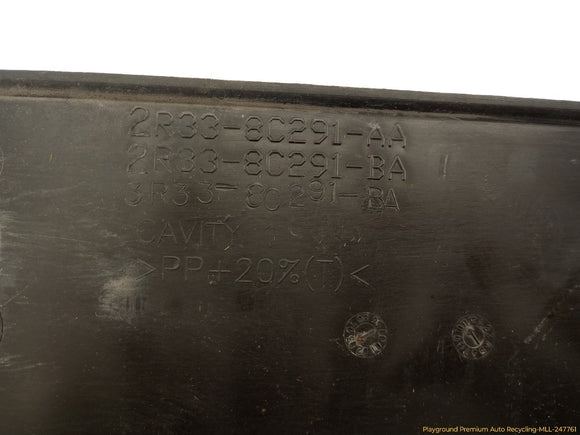 2R33-8C291-AA
2R33-8C291-BA
3R33-8C291-BA
CAVITY
>PP+20%(T)<
Playground Premium Auto Recycling-MLL-247761